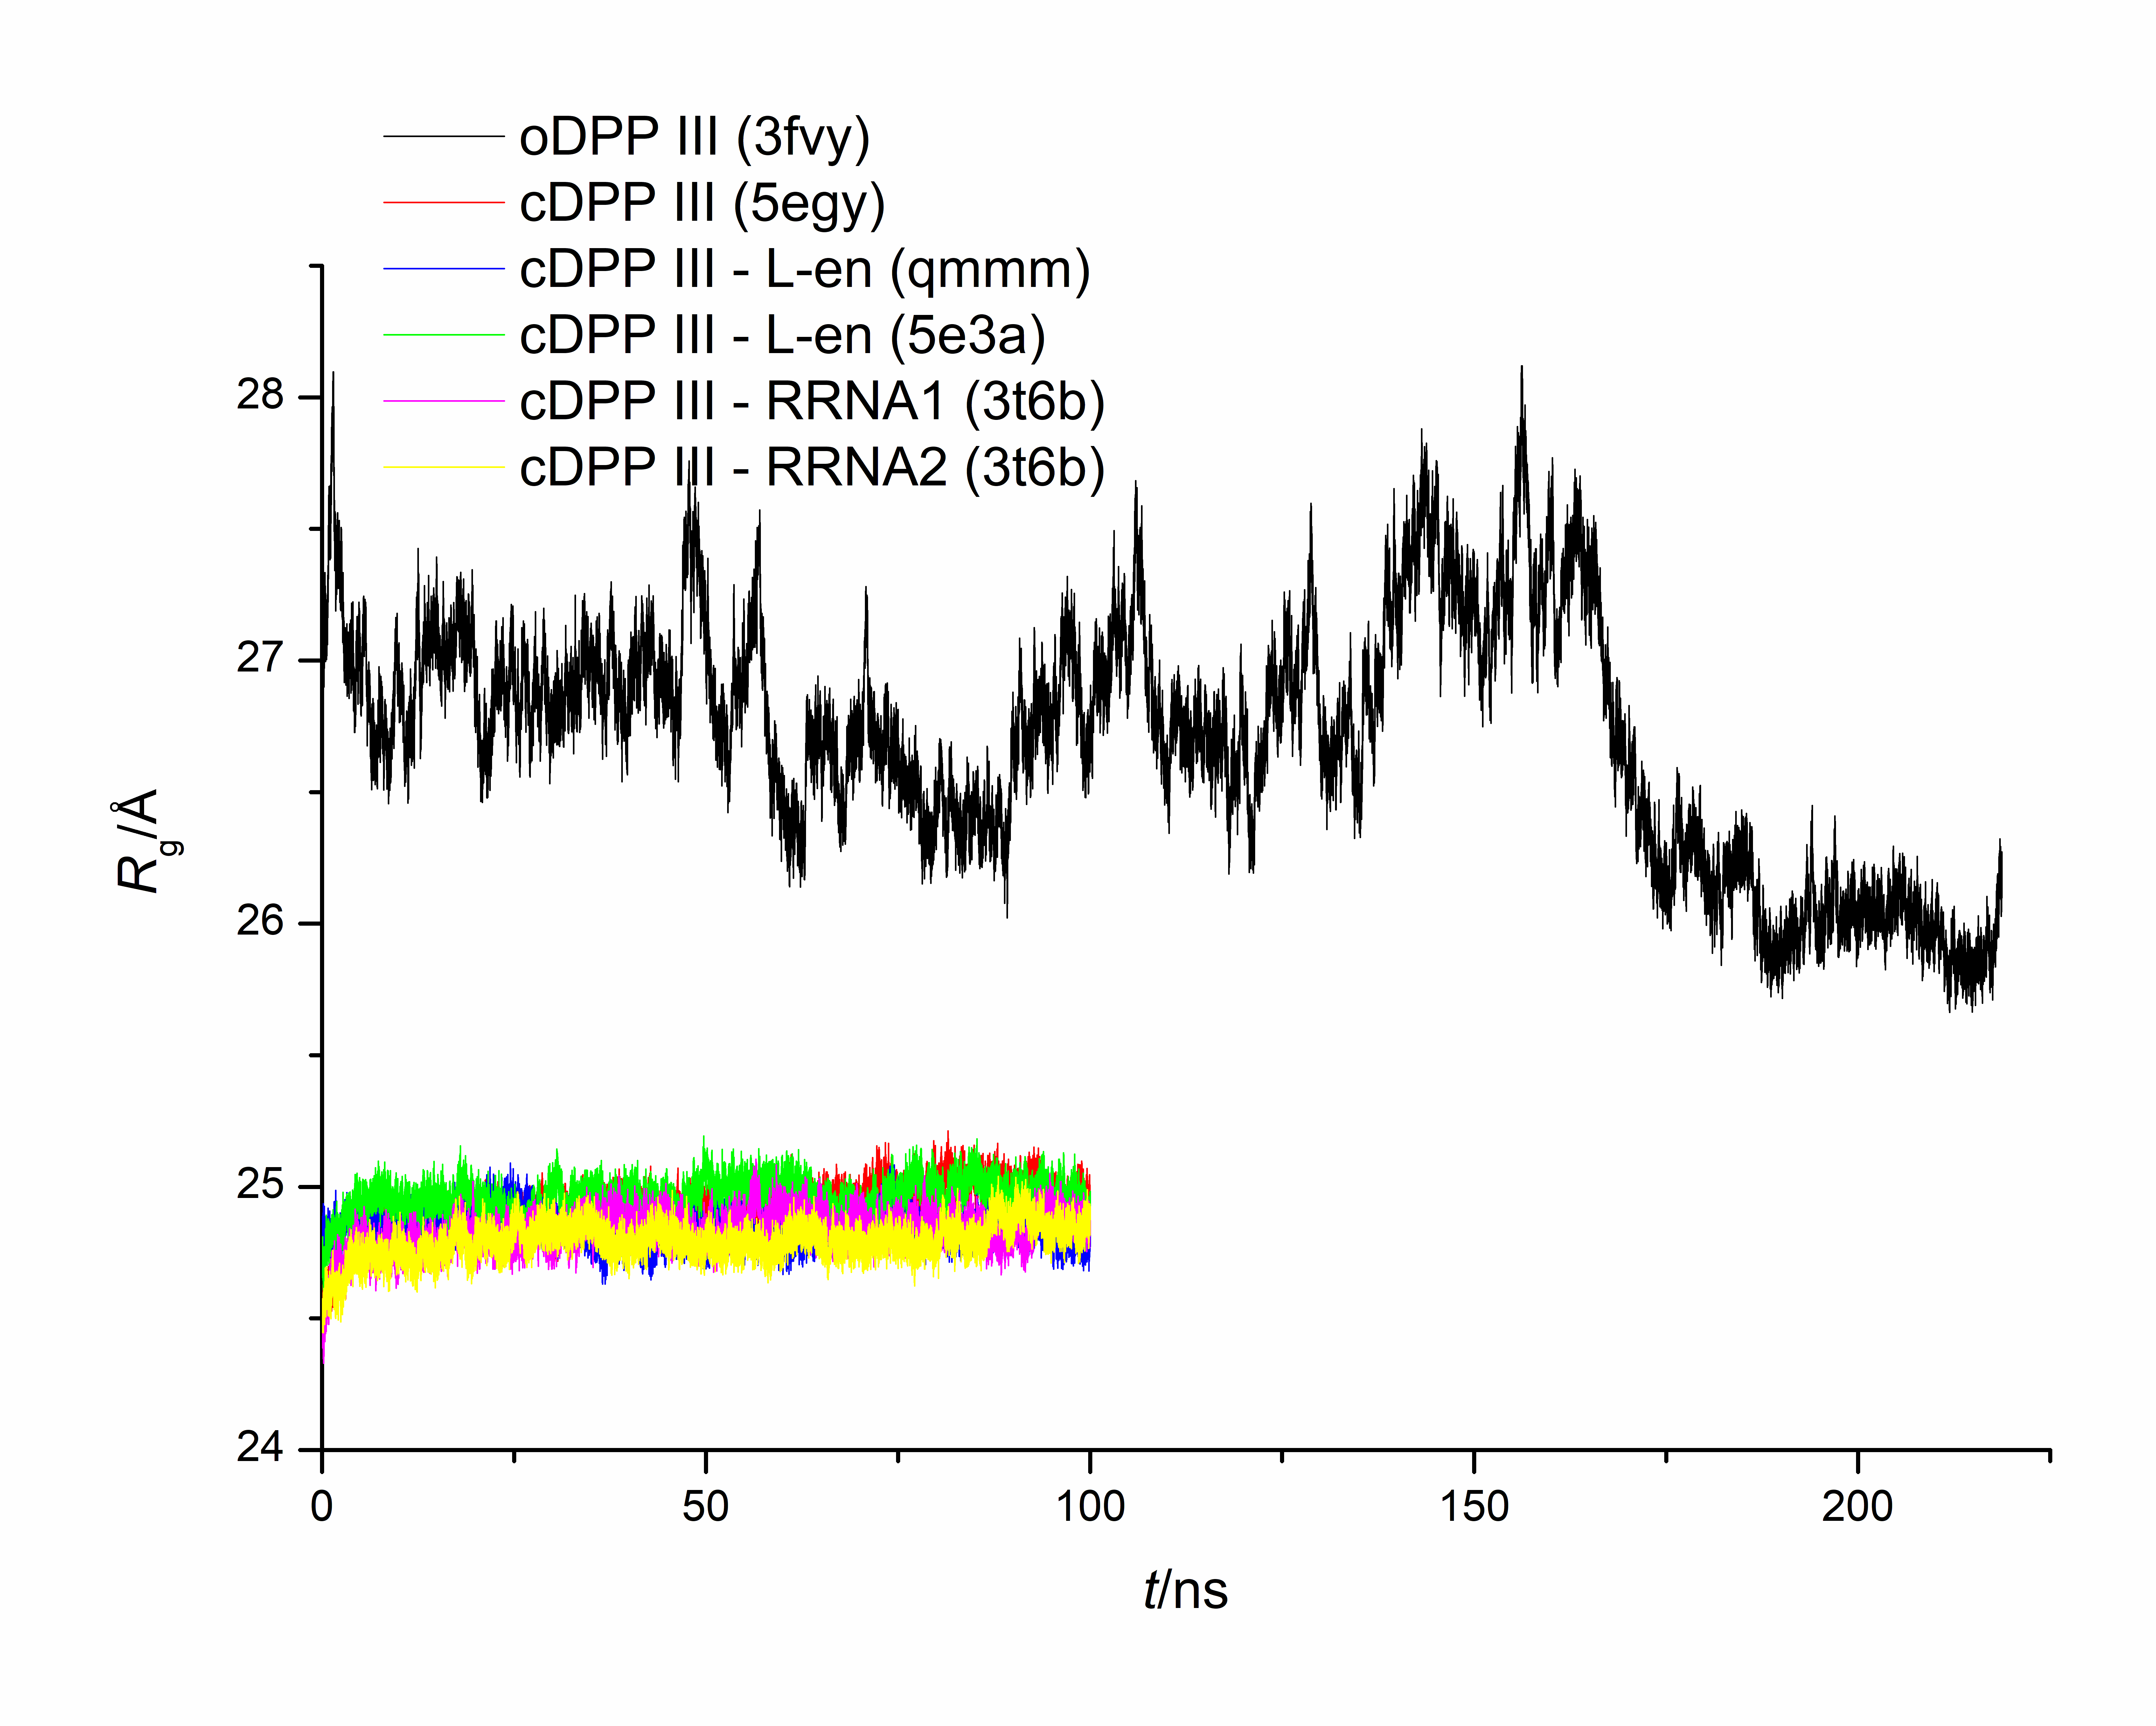 oDPP III (3fvy)
cDPP III (5egy)
cDPP III - L-en (qmmm)
cDPP III - L-en (5e3a)
cDPP III - RRNA1 (3t6b)
cDPP III - RRNA2 (3t6b)
28
27
26
25
24
Rg/Å
0 50 100 150 200
t/ns